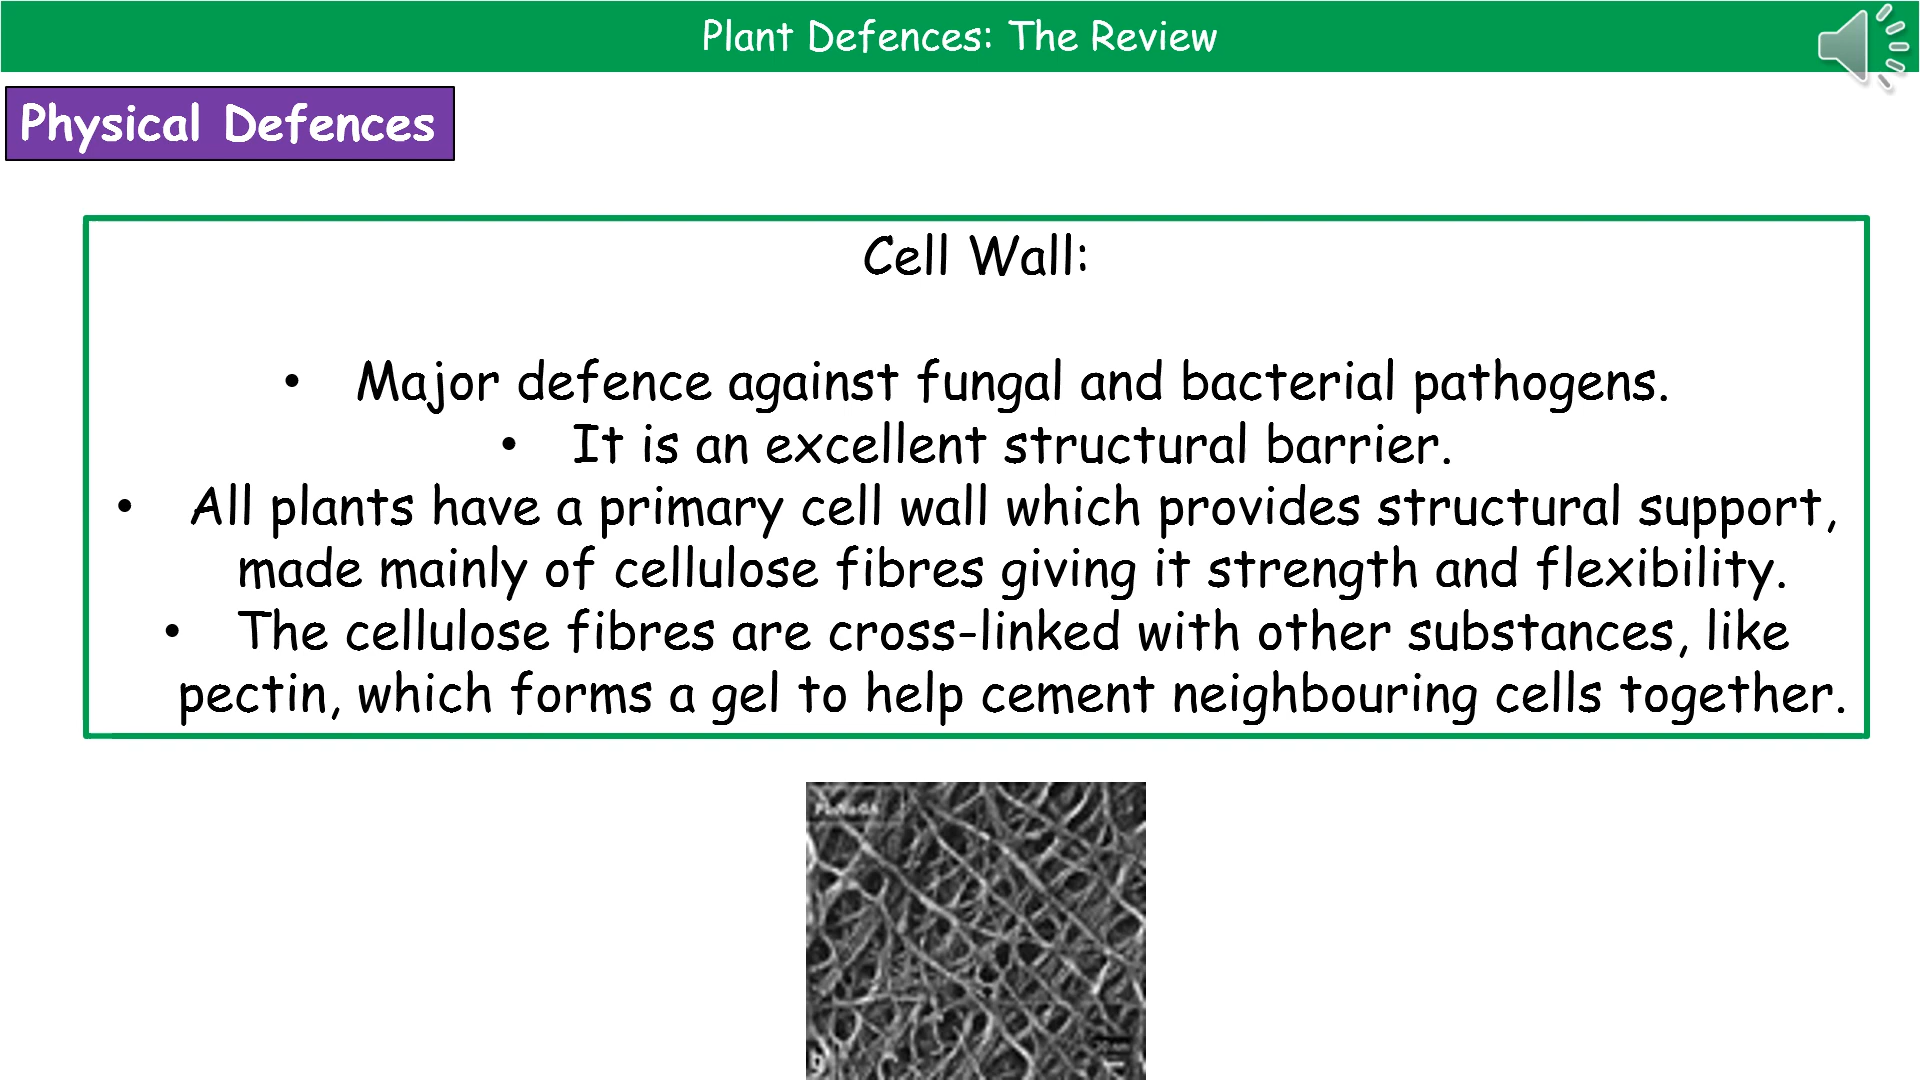 Plant Defences: The Review
Physical Defences
Cell Wall:
• Major defence against fungal and bacterial pathogens.
• It is an excellent structural barrier.
• All plants have a primary cell wall which provides structural support,
made mainly of cellulose fibres giving it strength and flexibility.
• The cellulose fibres are cross-linked with other substances, like
pectin, which forms a gel to help cement neighbouring cells together.